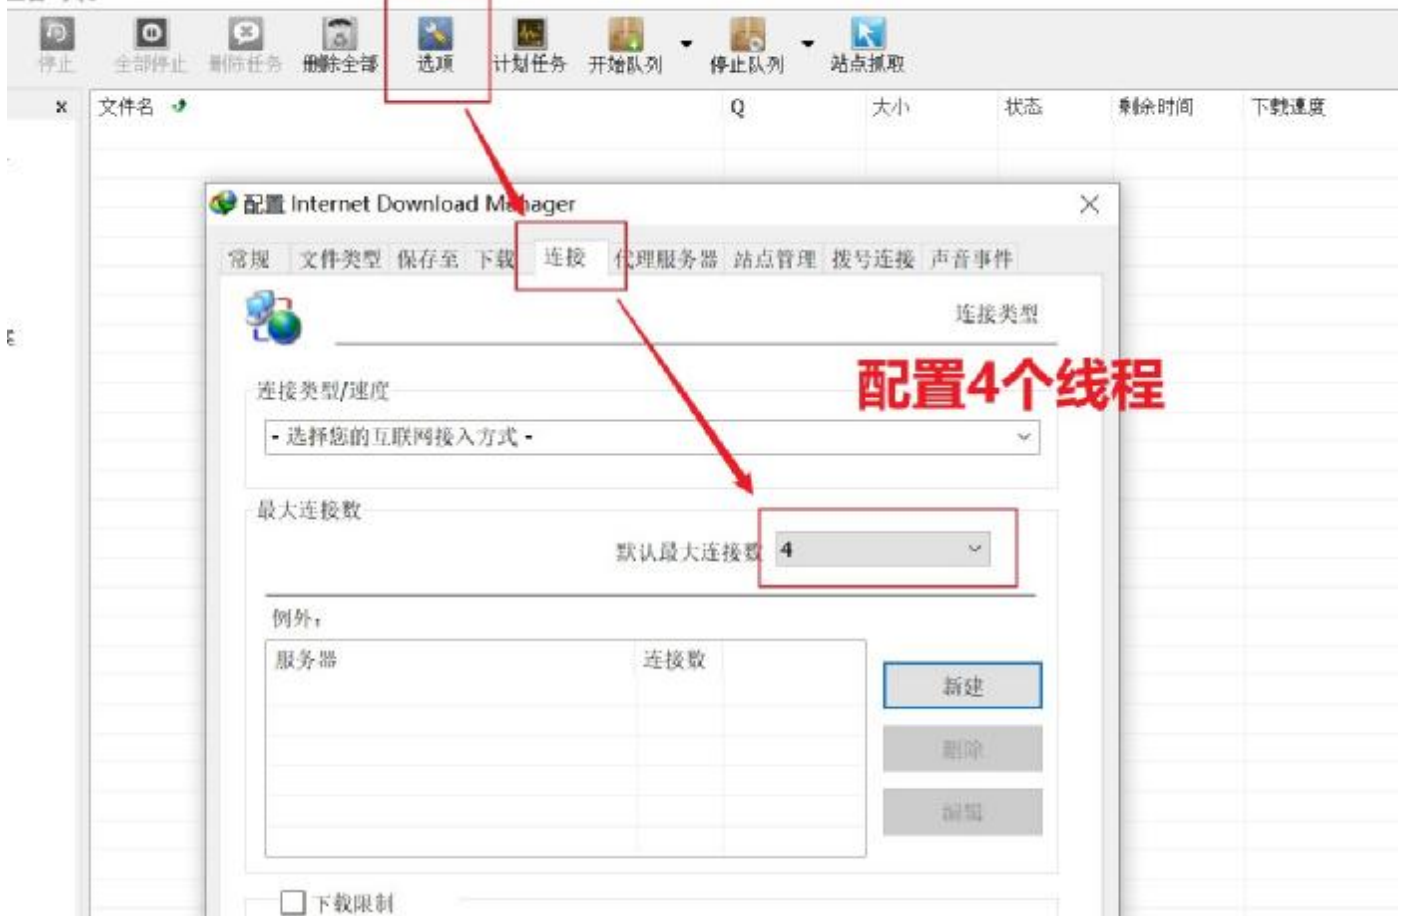 停止 全部停止 删除任务 删除全部 选项 计划任务 开始队列 停止队列 站点抓取
x 文件名 Q 大小 状态 剩余时间 下载速度
配置 Internet Download Manager
常规 文件类型 保存至 下载 连接 代理服务器 站点管理 拨号连接 声音事件
连接类型
配置4个线程
连接类型/速度
- 选择您的互联网接入方式 -
最大连接数
默认最大连接数 4
例外:
服务器 连接数
新建
删除
编辑
下载限制